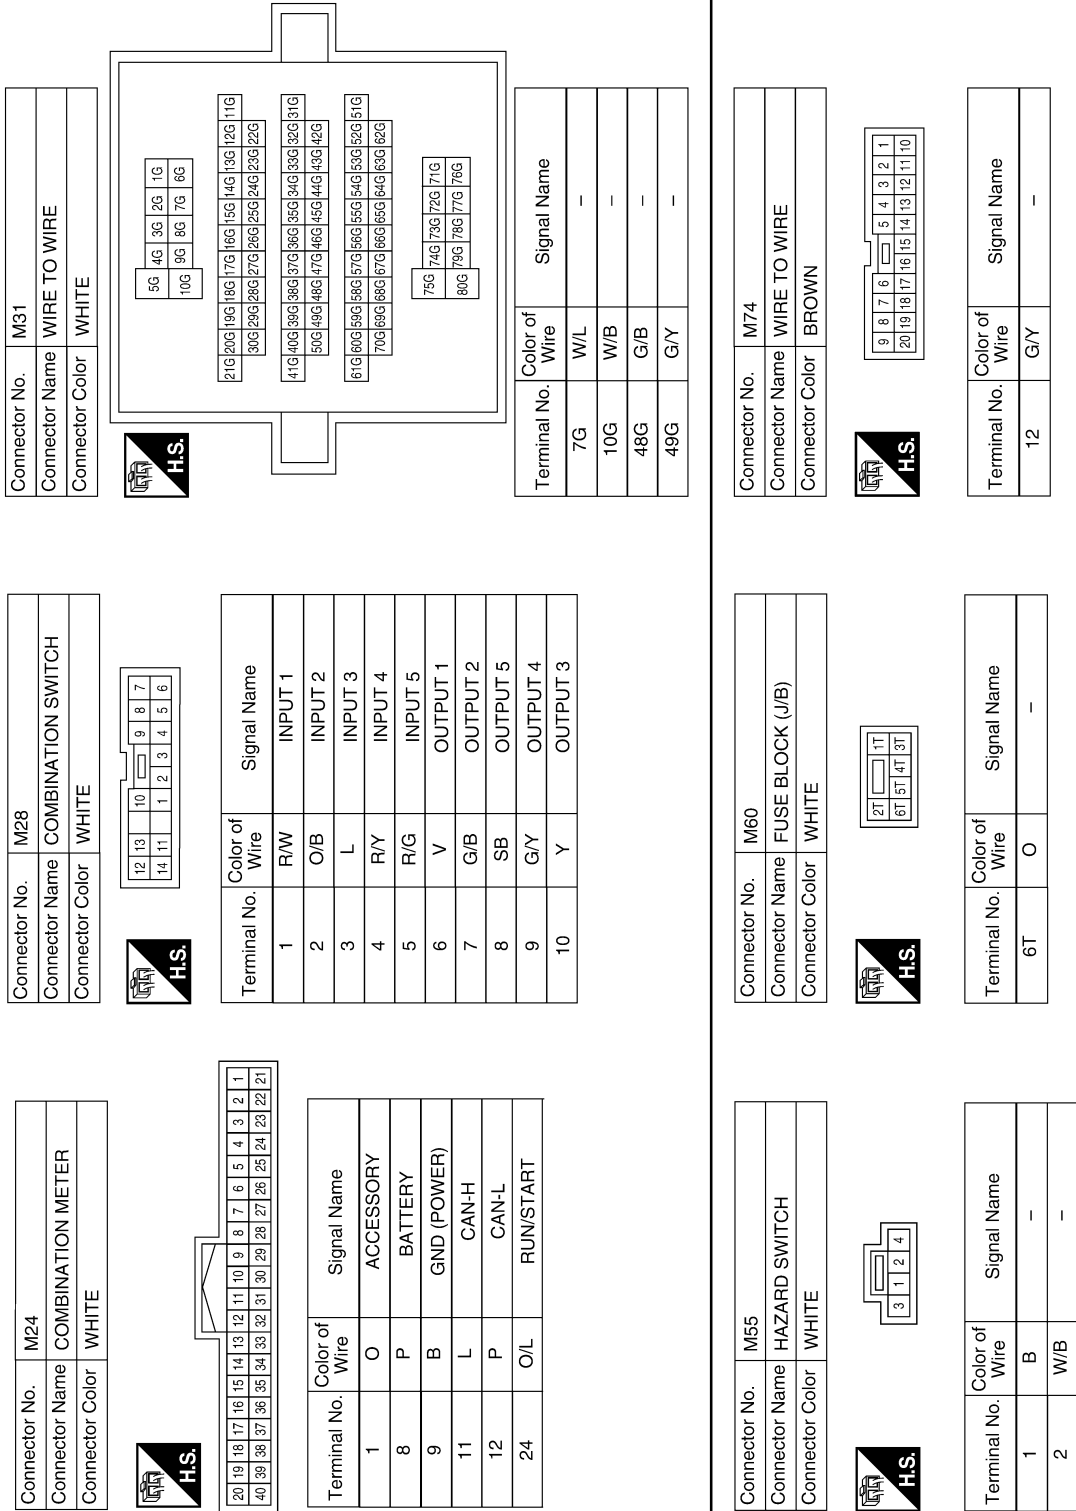 Connector No. M24
Connector Name COMBINATION METER
Connector Color WHITE
H.S.
20 19 18 17 16 15 14 13 12 11 10 9 8 7 6 5 4 3 2 1
40 39 38 37 36 35 34 33 32 31 30 29 28 27 26 25 24 23 22 21
Terminal No. Color of Wire Signal Name
1 O ACCESSORY
8 P BATTERY
9 B GND (POWER)
11 L CAN-H
12 P CAN-L
24 O/L RUN/START
Connector No. M28
Connector Name COMBINATION SWITCH
Connector Color WHITE
H.S.
12 13 10 9 8 7
14 11 1 2 3 4 5 6
Terminal No. Color of Wire Signal Name
1 R/W INPUT 1
2 O/B INPUT 2
3 L INPUT 3
4 R/Y INPUT 4
5 R/G INPUT 5
6 V OUTPUT 1
7 G/B OUTPUT 2
8 SB OUTPUT 5
9 G/Y OUTPUT 4
10 Y OUTPUT 3
Connector No. M31
Connector Name WIRE TO WIRE
Connector Color WHITE
H.S.
5G 4G 3G 2G 1G
10G 9G 8G 7G 6G
21G 20G 19G 18G 17G 16G 15G 14G 13G 12G 11G
30G 29G 28G 27G 26G 25G 24G 23G 22G
41G 40G 39G 38G 37G 36G 35G 34G 33G 32G 31G
50G 49G 48G 47G 46G 45G 44G 43G 42G
61G 60G 59G 58G 57G 56G 55G 54G 53G 52G 51G
70G 69G 68G 67G 66G 65G 64G 63G 62G
75G 74G 73G 72G 71G
80G 79G 78G 77G 76G
Terminal No. Color of Wire Signal Name
7G W/L –
10G W/B –
48G G/B –
49G G/Y –
Connector No. M55
Connector Name HAZARD SWITCH
Connector Color WHITE
H.S.
3 1 2 4
Terminal No. Color of Wire Signal Name
1 B –
2 W/B –
Connector No. M60
Connector Name FUSE BLOCK (J/B)
Connector Color WHITE
H.S.
2T 1T
6T 5T 4T 3T
Terminal No. Color of Wire Signal Name
6T O –
Connector No. M74
Connector Name WIRE TO WIRE
Connector Color BROWN
H.S.
9 8 7 6 5 4 3 2 1
20 19 18 17 16 15 14 13 12 11 10
Terminal No. Color of Wire Signal Name
12 G/Y –